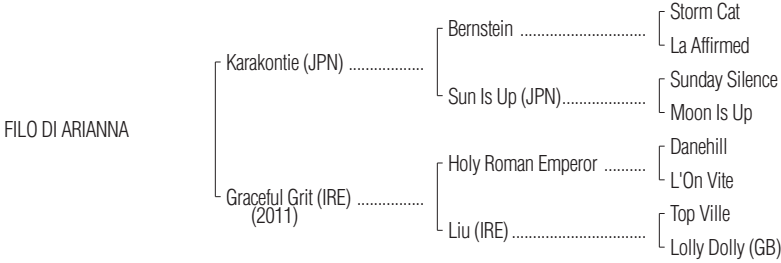 Storm Cat
Bernstein ..............................
La Affirmed
Karakontie (JPN) ..................
Sunday Silence
Sun Is Up (JPN)....................
Moon Is Up
FILO DI ARIANNA
Danehill
Holy Roman Emperor ..........
L'On Vite
Graceful Grit (IRE) ................
(2011)
Top Ville
Liu (IRE) ................................
Lolly Dolly (GB)